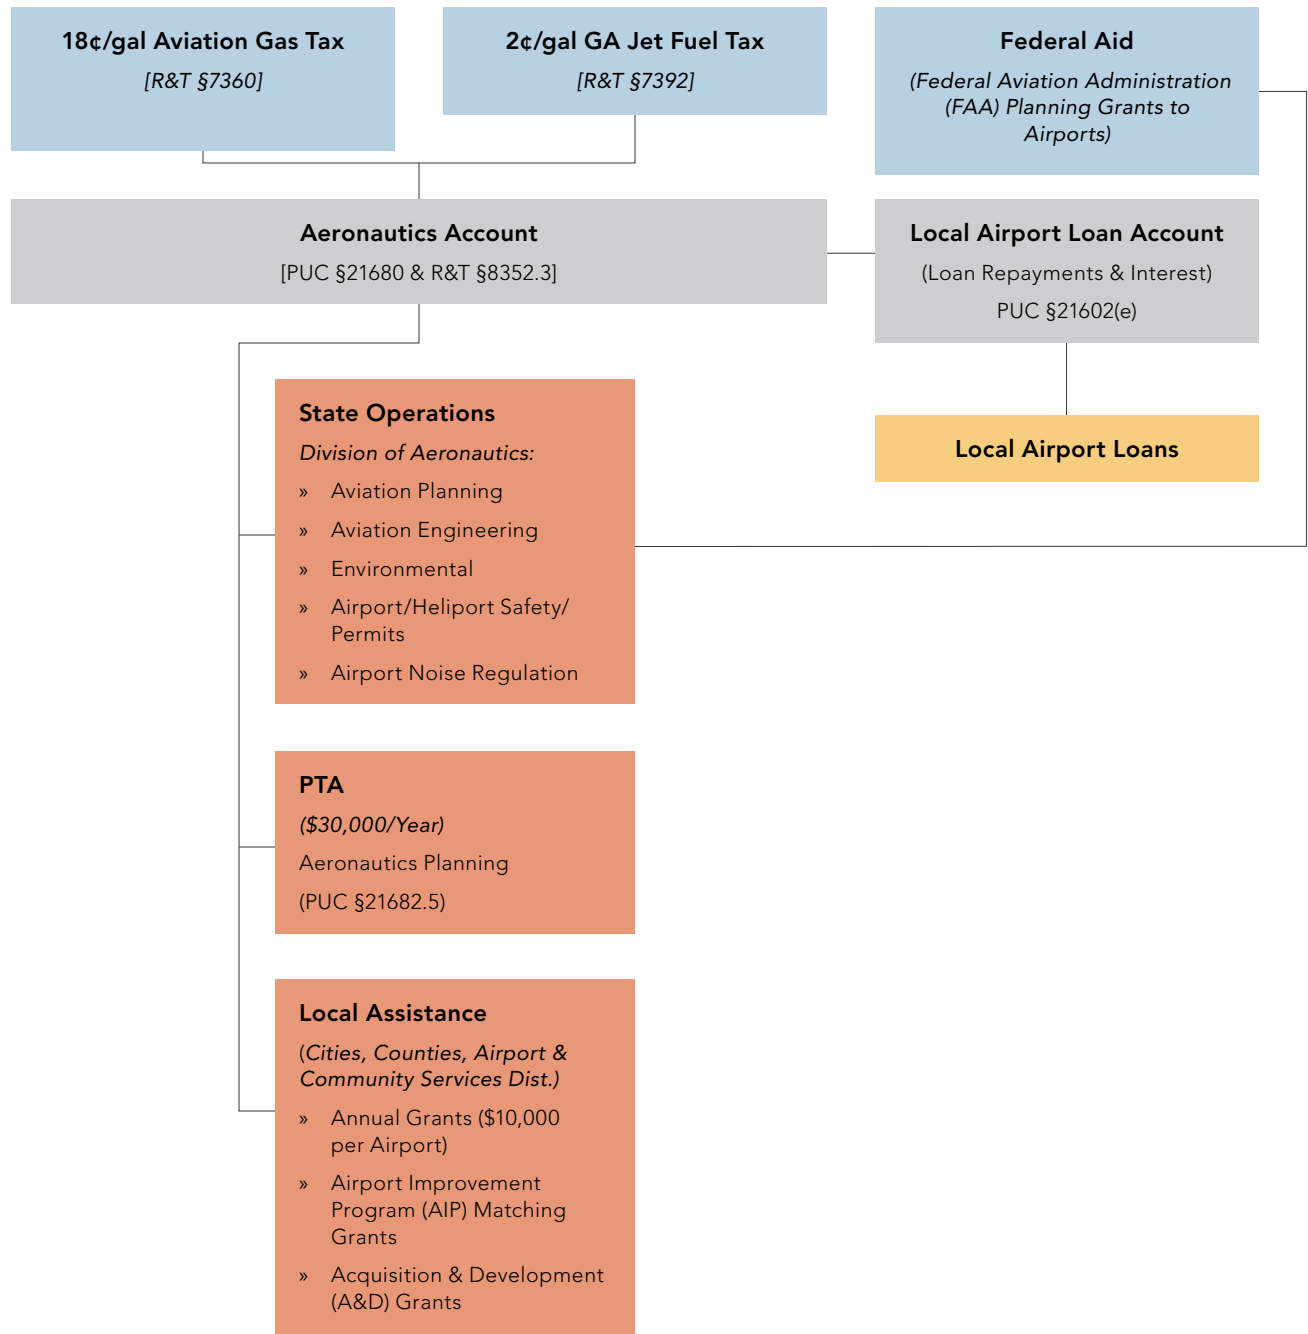 18¢/gal Aviation Gas Tax
[R&T §7360]
2¢/gal GA Jet Fuel Tax
[R&T §7392]
Federal Aid
(Federal Aviation Administration
(FAA) Planning Grants to
Airports)
Aeronautics Account
[PUC §21680 & R&T §8352.3]
Local Airport Loan Account
(Loan Repayments & Interest)
PUC §21602(e)
State Operations
Division of Aeronautics:
» Aviation Planning
» Aviation Engineering
» Environmental
» Airport/Heliport Safety/
Permits
» Airport Noise Regulation
Local Airport Loans
PTA
($30,000/Year)
Aeronautics Planning
(PUC §21682.5)
Local Assistance
(Cities, Counties, Airport &
Community Services Dist.)
» Annual Grants ($10,000
per Airport)
» Airport Improvement
Program (AIP) Matching
Grants
» Acquisition & Development
(A&D) Grants